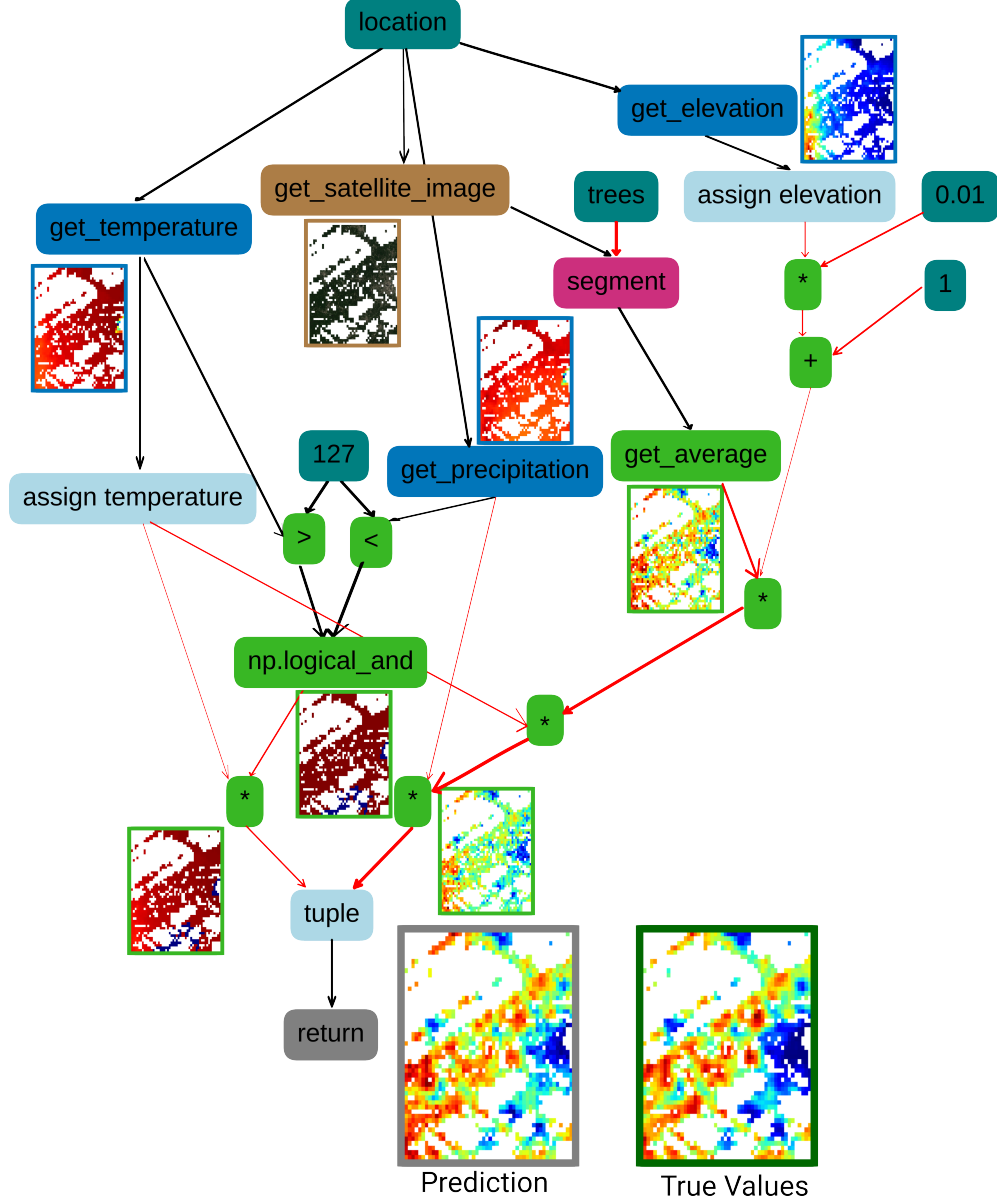 location
get_elevation
get_satellite_image
trees
assign elevation
0.01
get_temperature
segment
*
1
+
127
get_precipitation
get_average
assign temperature
>
<
*
np.logical_and
*
*
*
tuple
return
Prediction
True Values